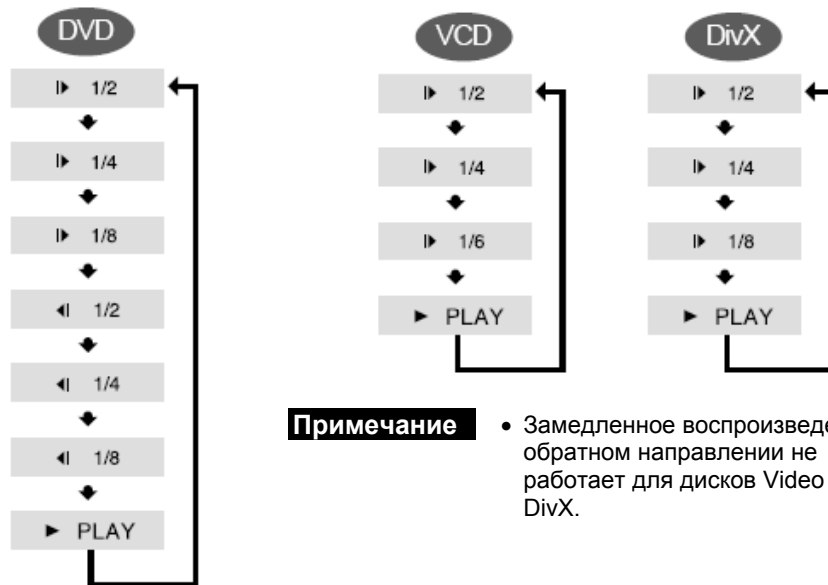 DVD
1/2
1/4
1/8
1/2
1/4
1/8
PLAY
VCD
1/2
1/4
1/6
PLAY
DivX
1/2
1/4
1/8
PLAY
Примечание
• Замедленное
обратном направлении не
работает для дисков Video
DivX.